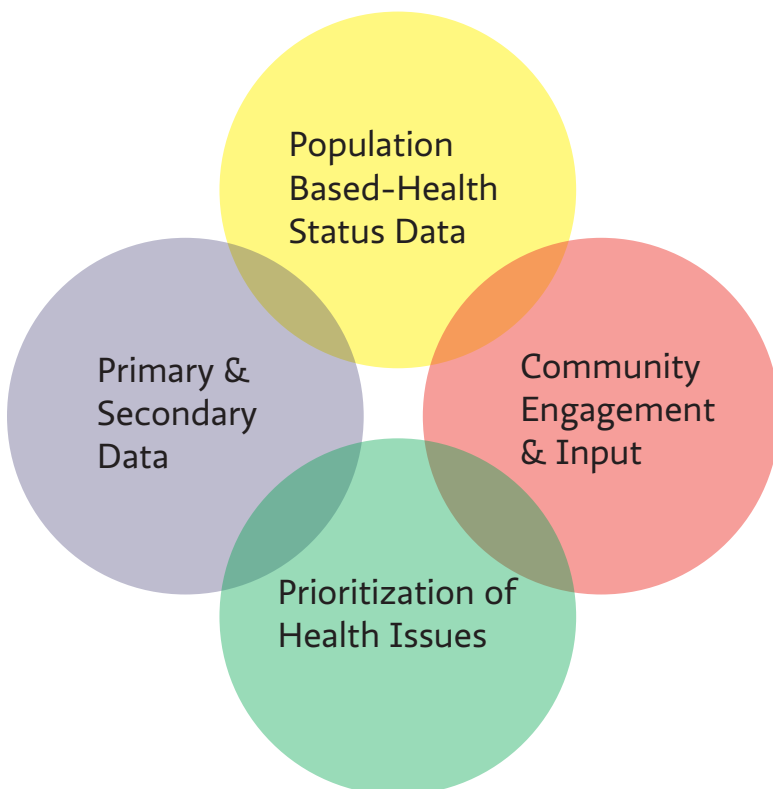 Population
Based-Health
Status Data
Primary &
Secondary
Data
Community
Engagement
& Input
Prioritization of
Health Issues